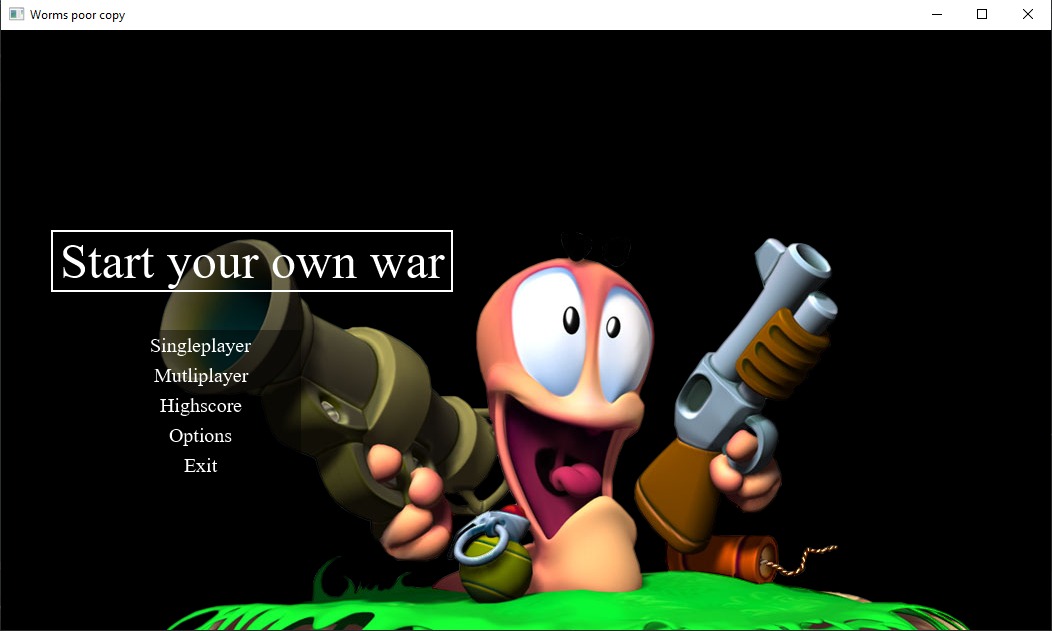 Worms poor copy
Start your own war
Singleplayer
Mutliplayer
Highscore
Options
Exit